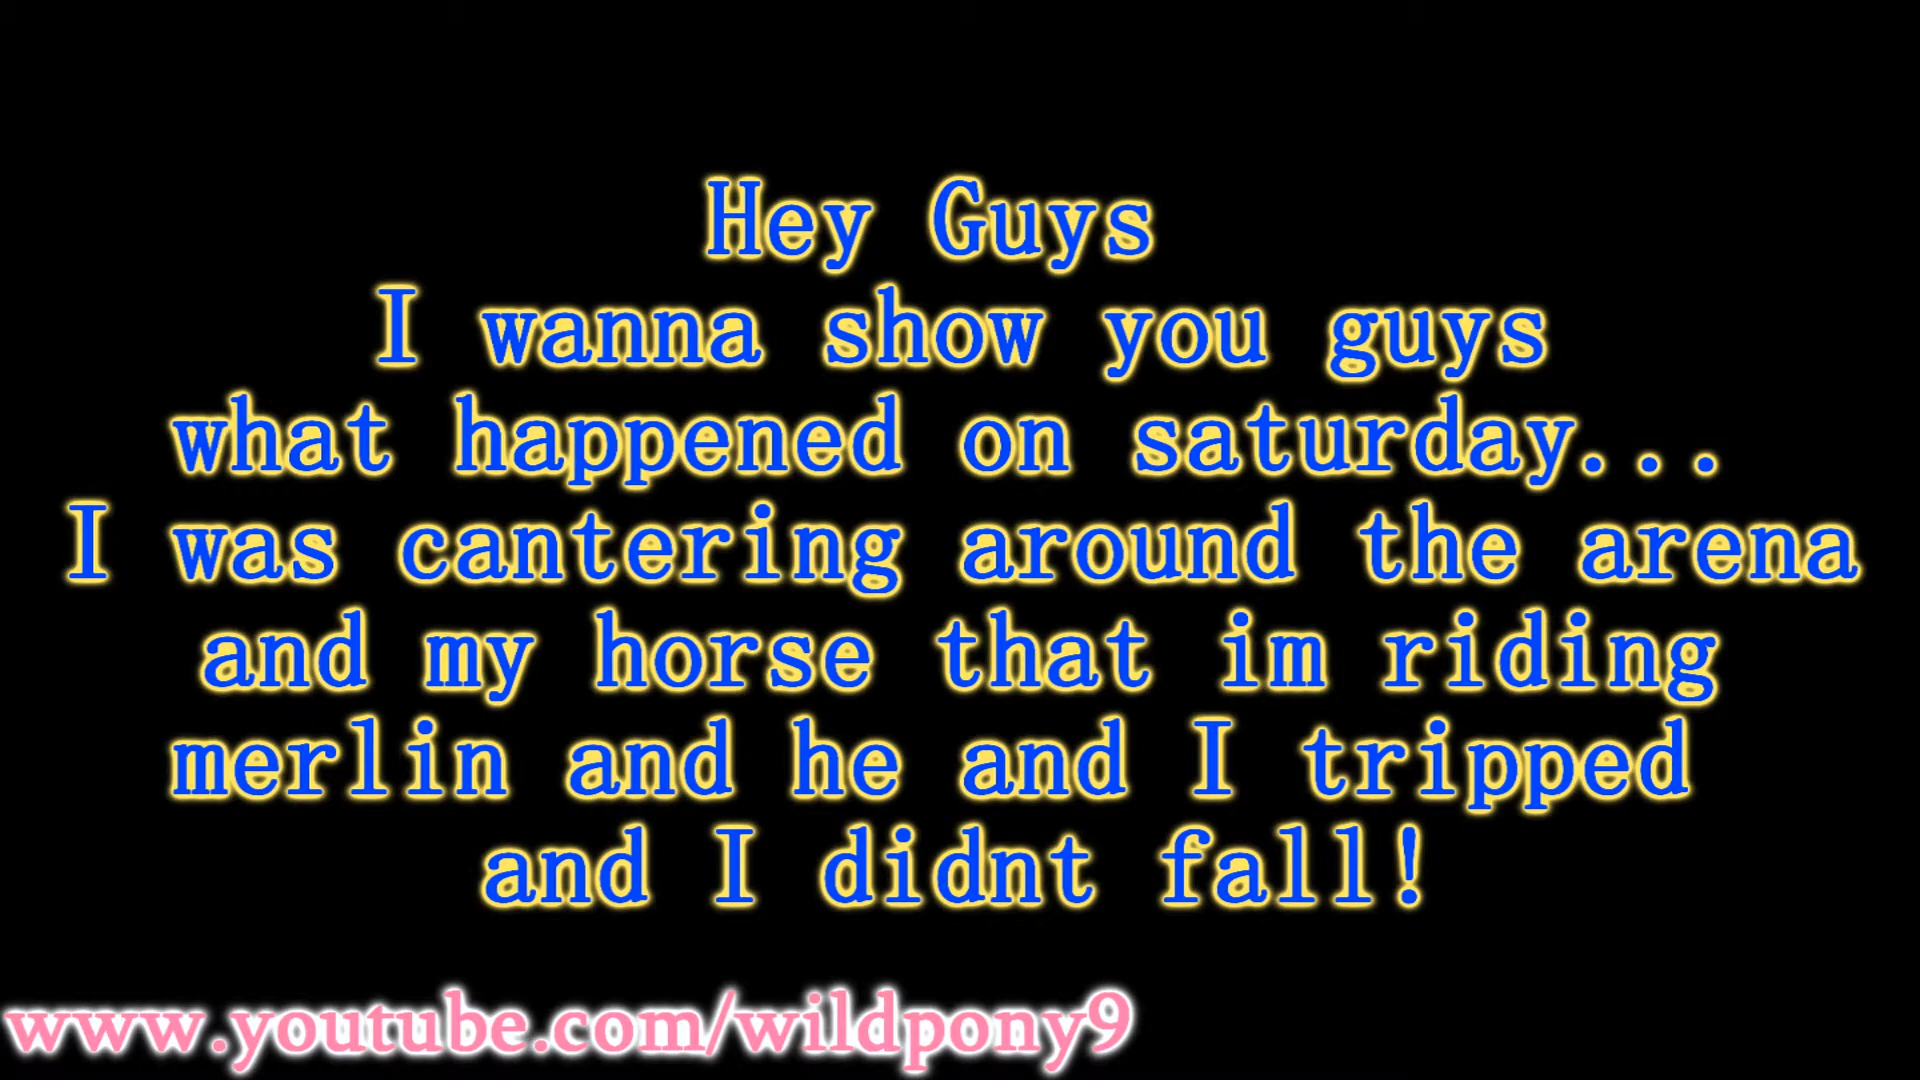 Hey Guys
I wanna show you guys
what happened on saturday...
I was cantering around the arena
and my horse that im riding
merlin and he and I tripped
and I didnt fall!
www.youtube.com/wildpony9